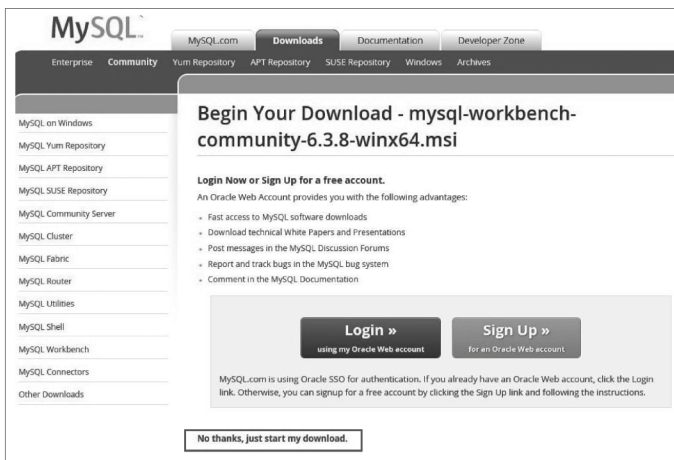 MySQL™
MySQL.com
Downloads
Documentation
Developer Zone
Enterprise Community Yum Repository APT Repository SUSE Repository Windows Archives
MySQL on Windows
MySQL Yum Repository
MySQL APT Repository
MySQL SUSE Repository
MySQL Community Server
MySQL Cluster
MySQL Fabric
MySQL Router
MySQL Utilities
MySQL Shell
MySQL Workbench
MySQL Connectors
Other Downloads
Begin Your Download - mysql-workbench-
community-6.3.8-winx64.msi
Login Now or Sign Up for a free account.
An Oracle Web Account provides you with the following advantages:
Fast access to MySQL software downloads
Download technical White Papers and Presentations
Post messages in the MySQL Discussion Forums
Report and track bugs in the MySQL bug system
Comment in the MySQL Documentation
Login »
using my Oracle Web account
Sign Up »
for an Oracle Web account
MySQL.com is using Oracle SSO for authentication. If you already have an Oracle Web account, click the Login
link. Otherwise, you can signup for a free account by clicking the Sign Up link and following the instructions.
No thanks, just start my download.